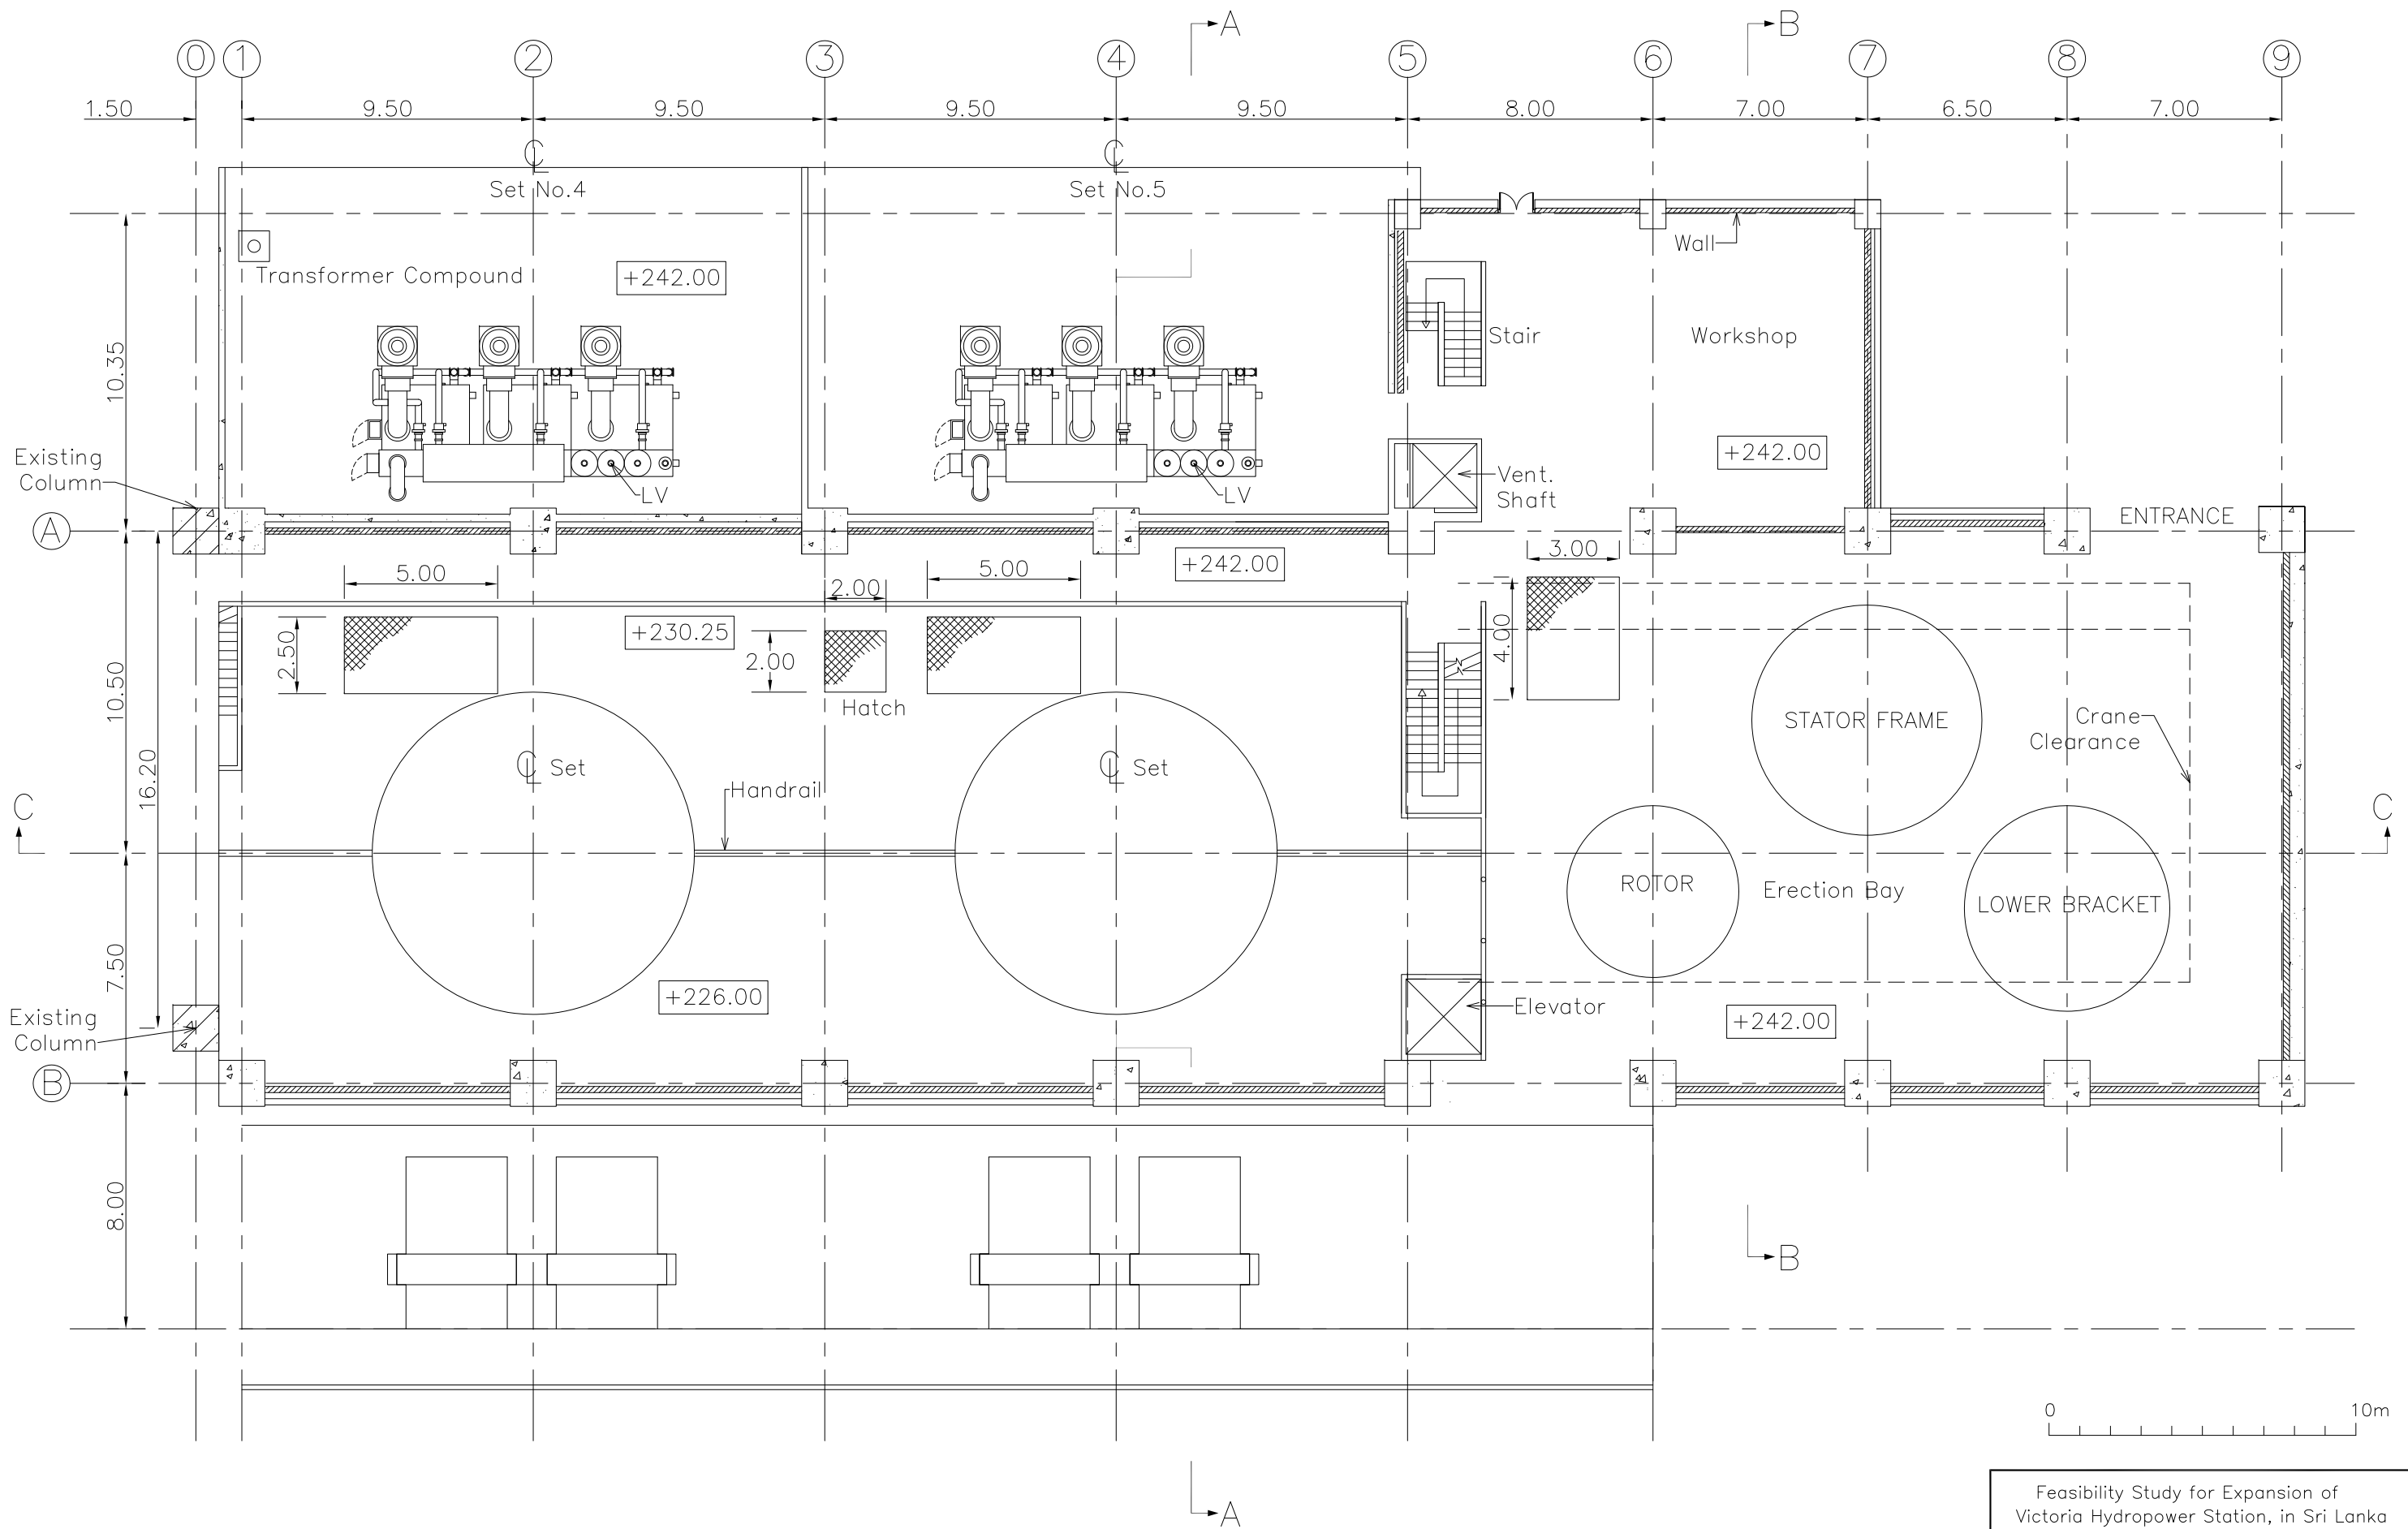 A
B
0
1
2
3
4
5
6
7
8
9
1.50
9.50
9.50
9.50
9.50
8.00
7.00
6.50
7.00
℄
Set No.4
℄
Set No.5
Wall
Transformer Compound
+242.00
Stair
Workshop
10.35
Existing
Column
LV
LV
Vent.
Shaft
+242.00
A
ENTRANCE
+242.00
3.00
5.00
2.00
5.00
2.50
+230.25
2.00
Hatch
4.00
10.50
STATOR FRAME
Crane
Clearance
℄ Set
℄ Set
16.20
Handrail
C
C
ROTOR
Erection Bay
LOWER BRACKET
7.50
+226.00
Existing
Column
Elevator
+242.00
B
8.00
B
0
10m
A
Feasibility Study for Expansion of
Victoria Hydropower Station, in Sri Lanka